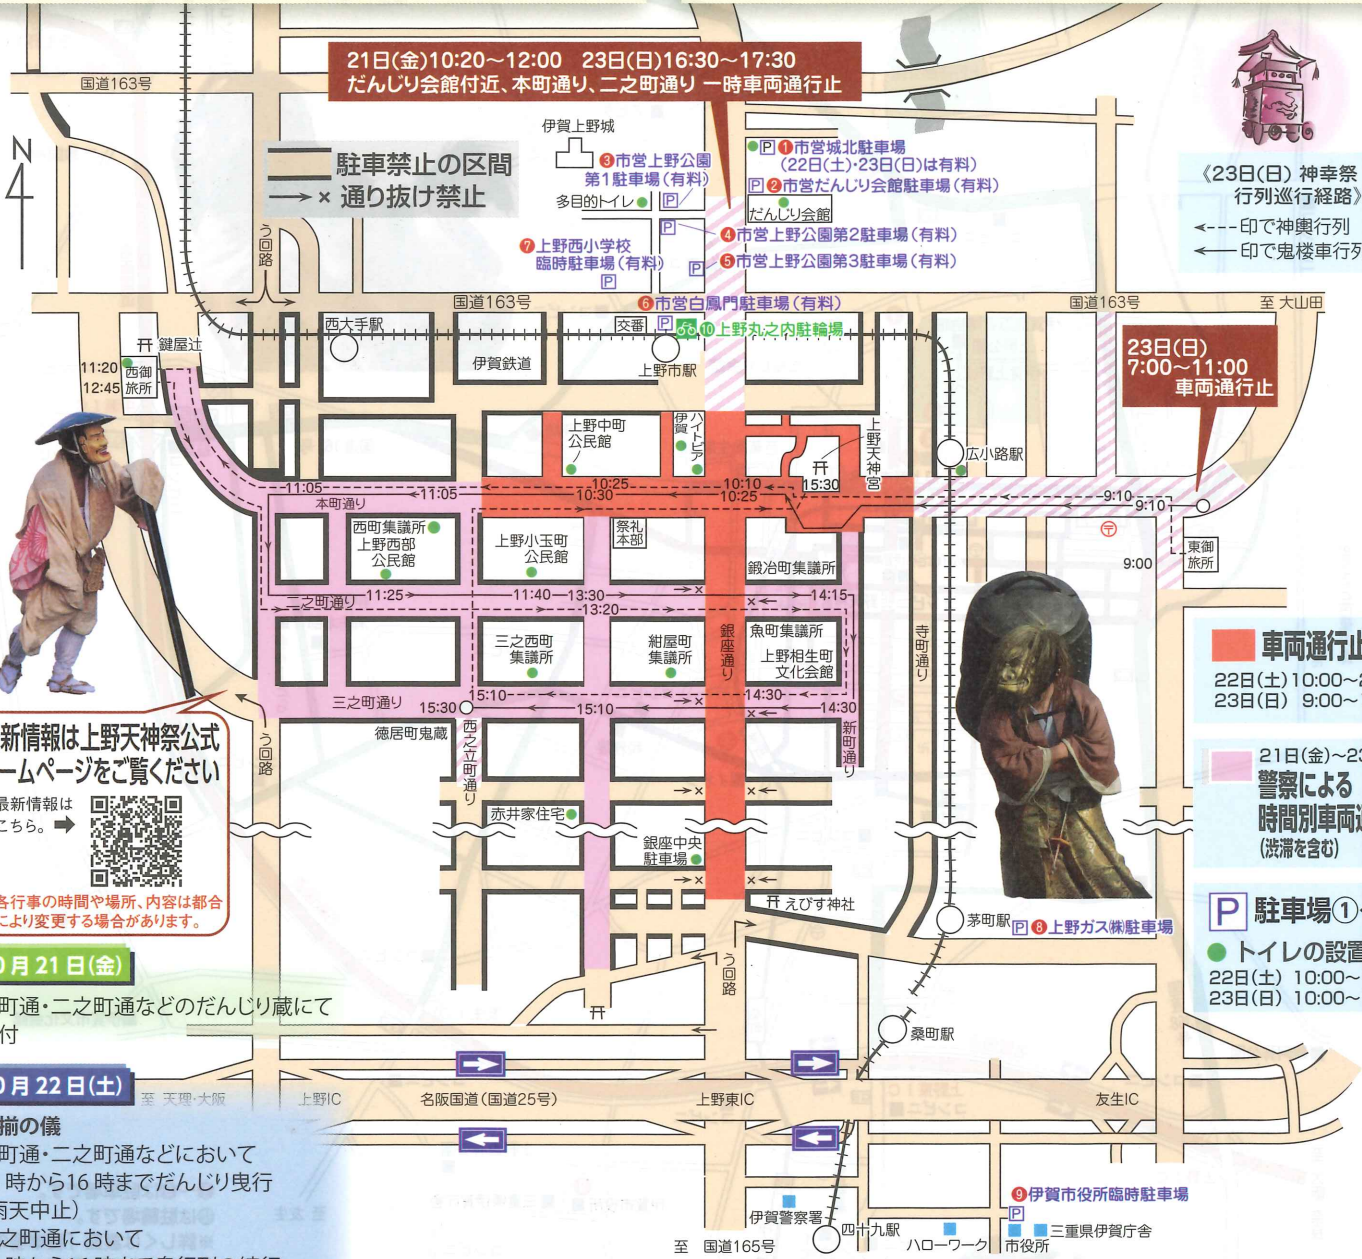 21日(金)10:20～12:00　23日(日)16:30～17:30
だんじり会館付近、本町通り、二之町通り 一時車両通行止
国道163号
N
駐車禁止の区間
→× 通り抜け禁止
伊賀上野城
③市営上野公園
第1駐車場(有料)
多目的トイレ
P
P ①市営城北駐車場
(22日(土)・23日(日)は有料)
P ②市営だんじり会館駐車場(有料)
だんじり会館
P
④市営上野公園第2駐車場(有料)
P
⑤市営上野公園第3駐車場(有料)
⑦上野西小学校
臨時駐車場(有料)
P
⑥市営白鳳門駐車場(有料)
P
⑩上野丸之内駐輪場
《23日(日) 神幸祭
行列巡行経路》
印で神輿行列
印で鬼楼車行列
う回路
国道163号
国道163号
至 大山田
23日(日)
7:00～11:00
車両通行止
鍵屋辻
11:20
12:45
西御
旅所
西大手駅
伊賀鉄道
交番
上野市駅
広小路駅
上野中町
公民館
ハイトピア
伊賀
上野天神宮
15:30
11:05
本町通り
11:05
10:25
10:30
10:10
10:25
9:10
9:10
9:00
東御
旅所
西町集議所
上野西部
公民館
上野小玉町
公民館
祭礼
本部
鍛冶町集議所
二之町通り
11:25
11:40
13:30
13:20
14:15
三之西町
集議所
紺屋町
集議所
銀座通り
魚町集議所
上野相生町
文化会館
寺町通り
三之町通り
15:10
15:30
15:10
14:30
14:30
徳居町鬼蔵
西之立町通り
新町通り
う回路
車両通行止
22日(土)10:00～
23日(日) 9:00～
21日(金)～23
警察による
時間別車両
(渋滞を含む)
P 駐車場①
トイレの設置
22日(土) 10:00～
23日(日) 10:00～
新情報は上野天神祭公式
ームページをご覧ください
最新情報は
こちら。
各行事の時間や場所、内容は都合
により変更する場合があります。
赤井家住宅
銀座中央
駐車場
えびす神社
茅町駅
P ⑧上野ガス㈱駐車場
う回路
桑町駅
月21日(金)
町通・二之町通などのだんじり蔵にて
付
月22日(土)
揃の儀
町通・二之町通などにおいて
時から16時までだんじり曳行
雨天中止)
之町通において
至 天理・大阪
上野IC
名阪国道(国道25号)
上野東IC
友生IC
伊賀警察署
四十九駅
至 国道165号
⑨伊賀市役所臨時駐車場
P
ハローワーク
市役所
三重県伊賀庁舎